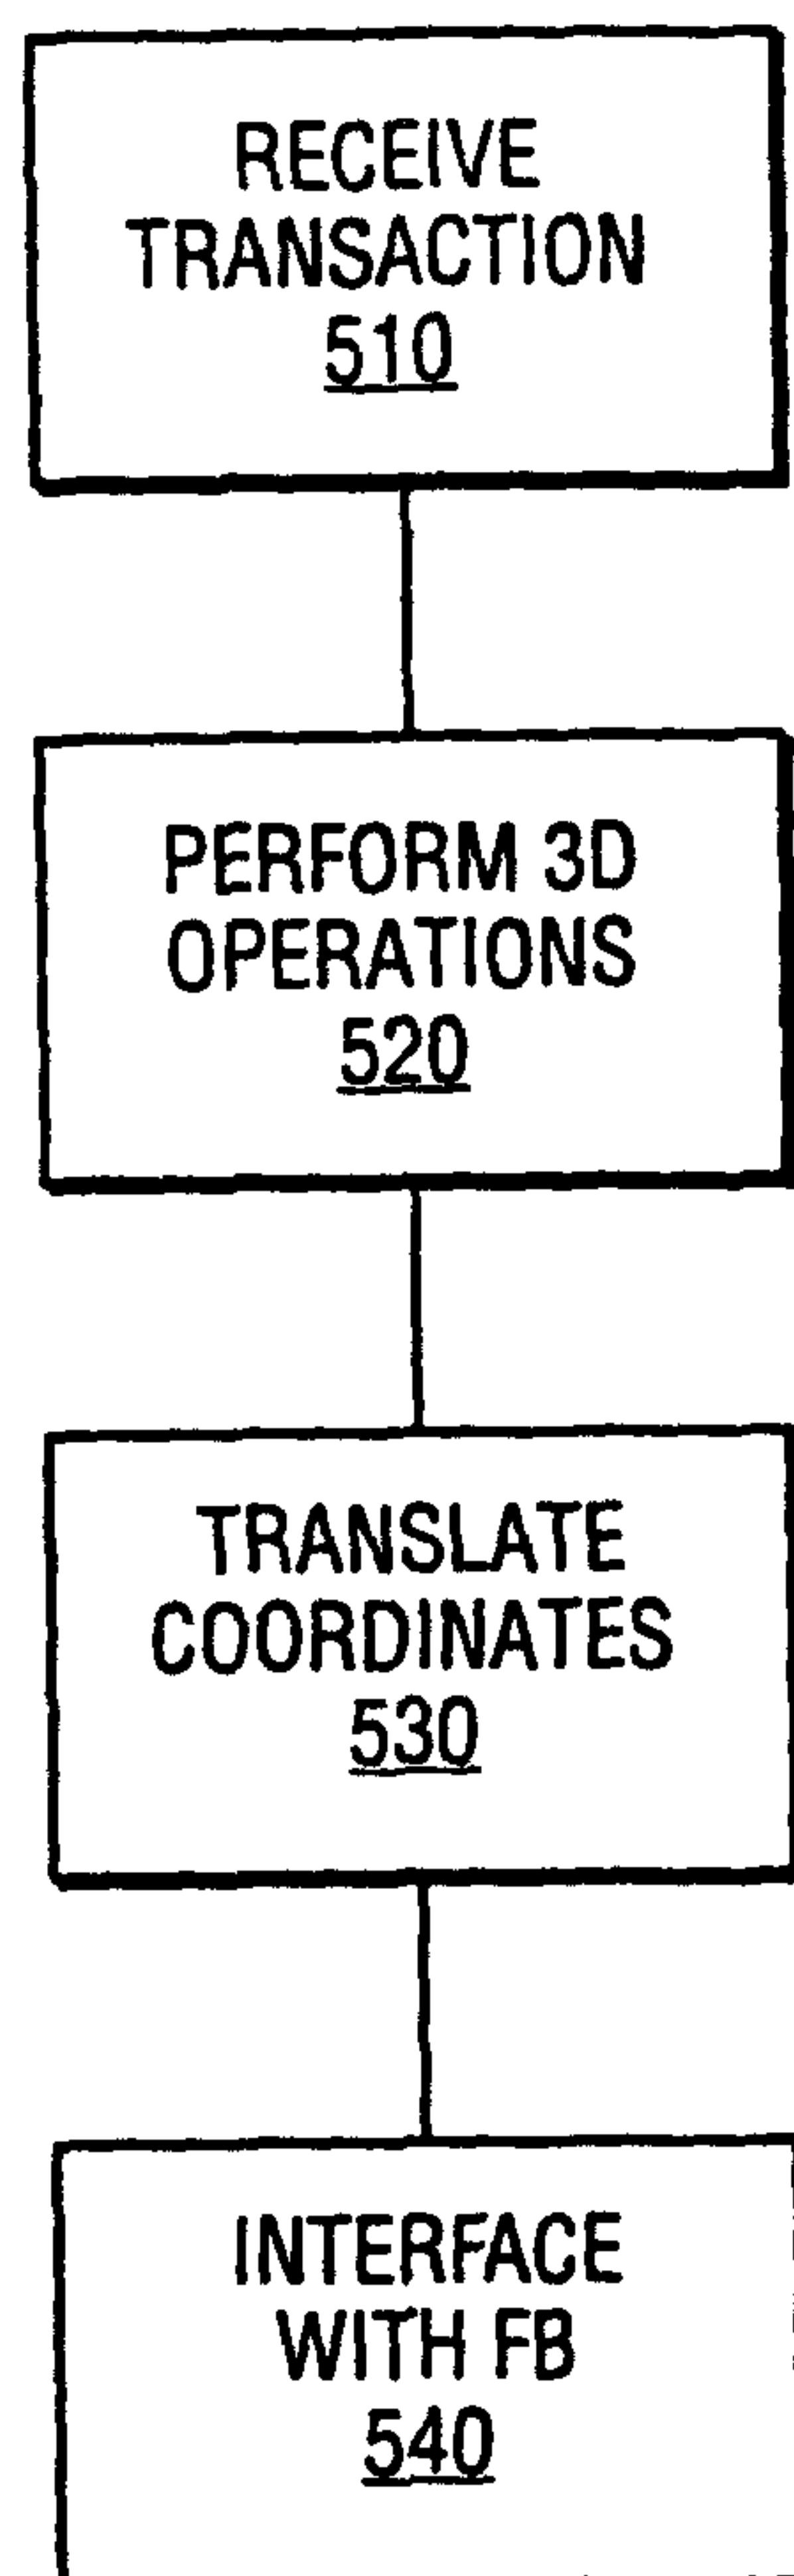 RECEIVE
TRANSACTION
510
PERFORM 3D
OPERATIONS
520
TRANSLATE
COORDINATES
530
INTERFACE
WITH FB
540